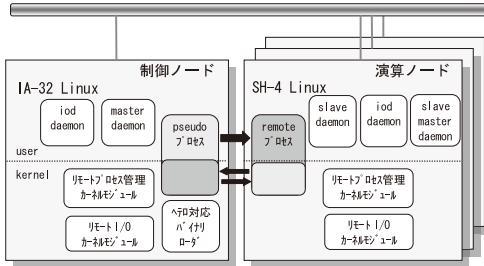 制御ノード
IA-32 Linux
iod
daemon
master
daemon
pseudo
プロセス
user
kernel
リモートプロセス管理
カーネルモジュール
リモートI/O
カーネルモジュール
ヘテロ対応
バイナリ
ローダ
演算ノード
SH-4 Linux
remote
プロセス
slave
daemon
iod
daemon
slave
master
daemon
リモートプロセス管理
カーネルモジュール
リモートI/O
カーネルモジュール